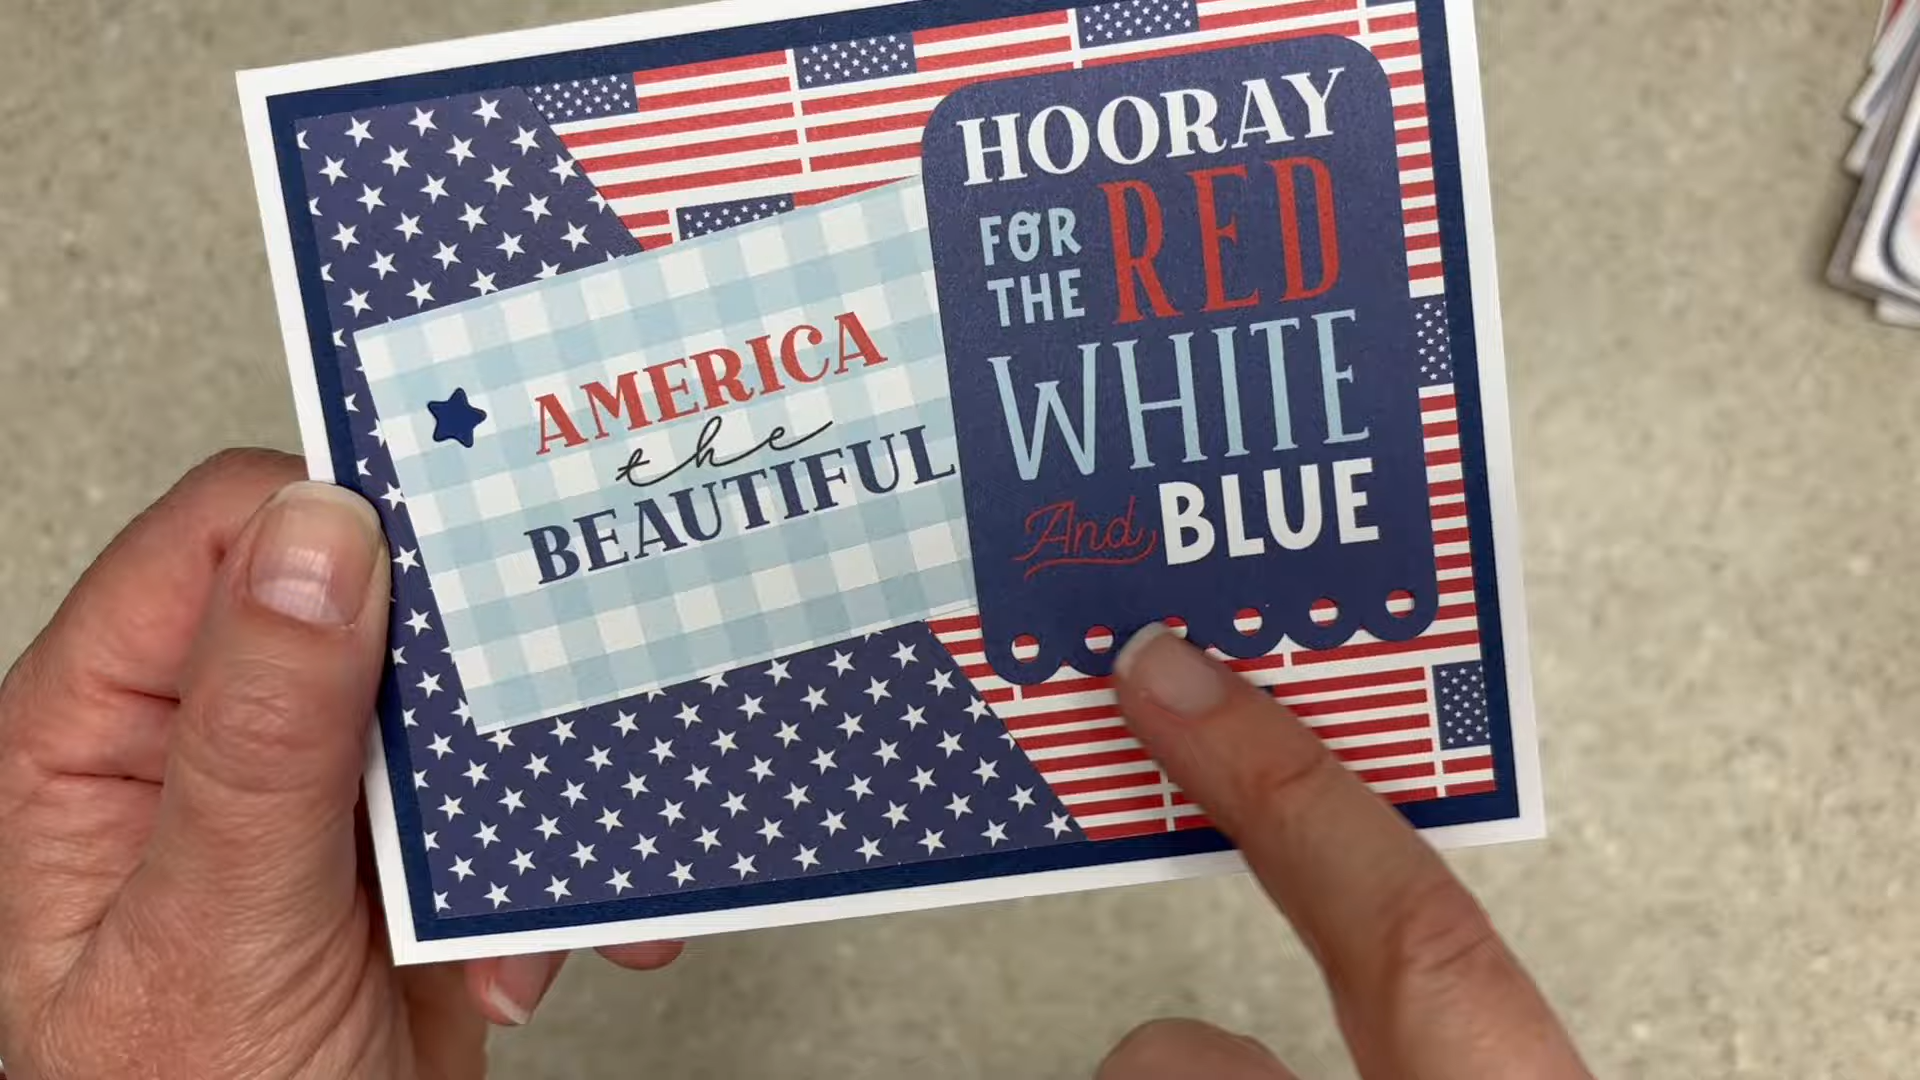 AMERICA
the
BEAUTIFUL
HOORAY
FOR
THE RED
WHITE
And BLUE